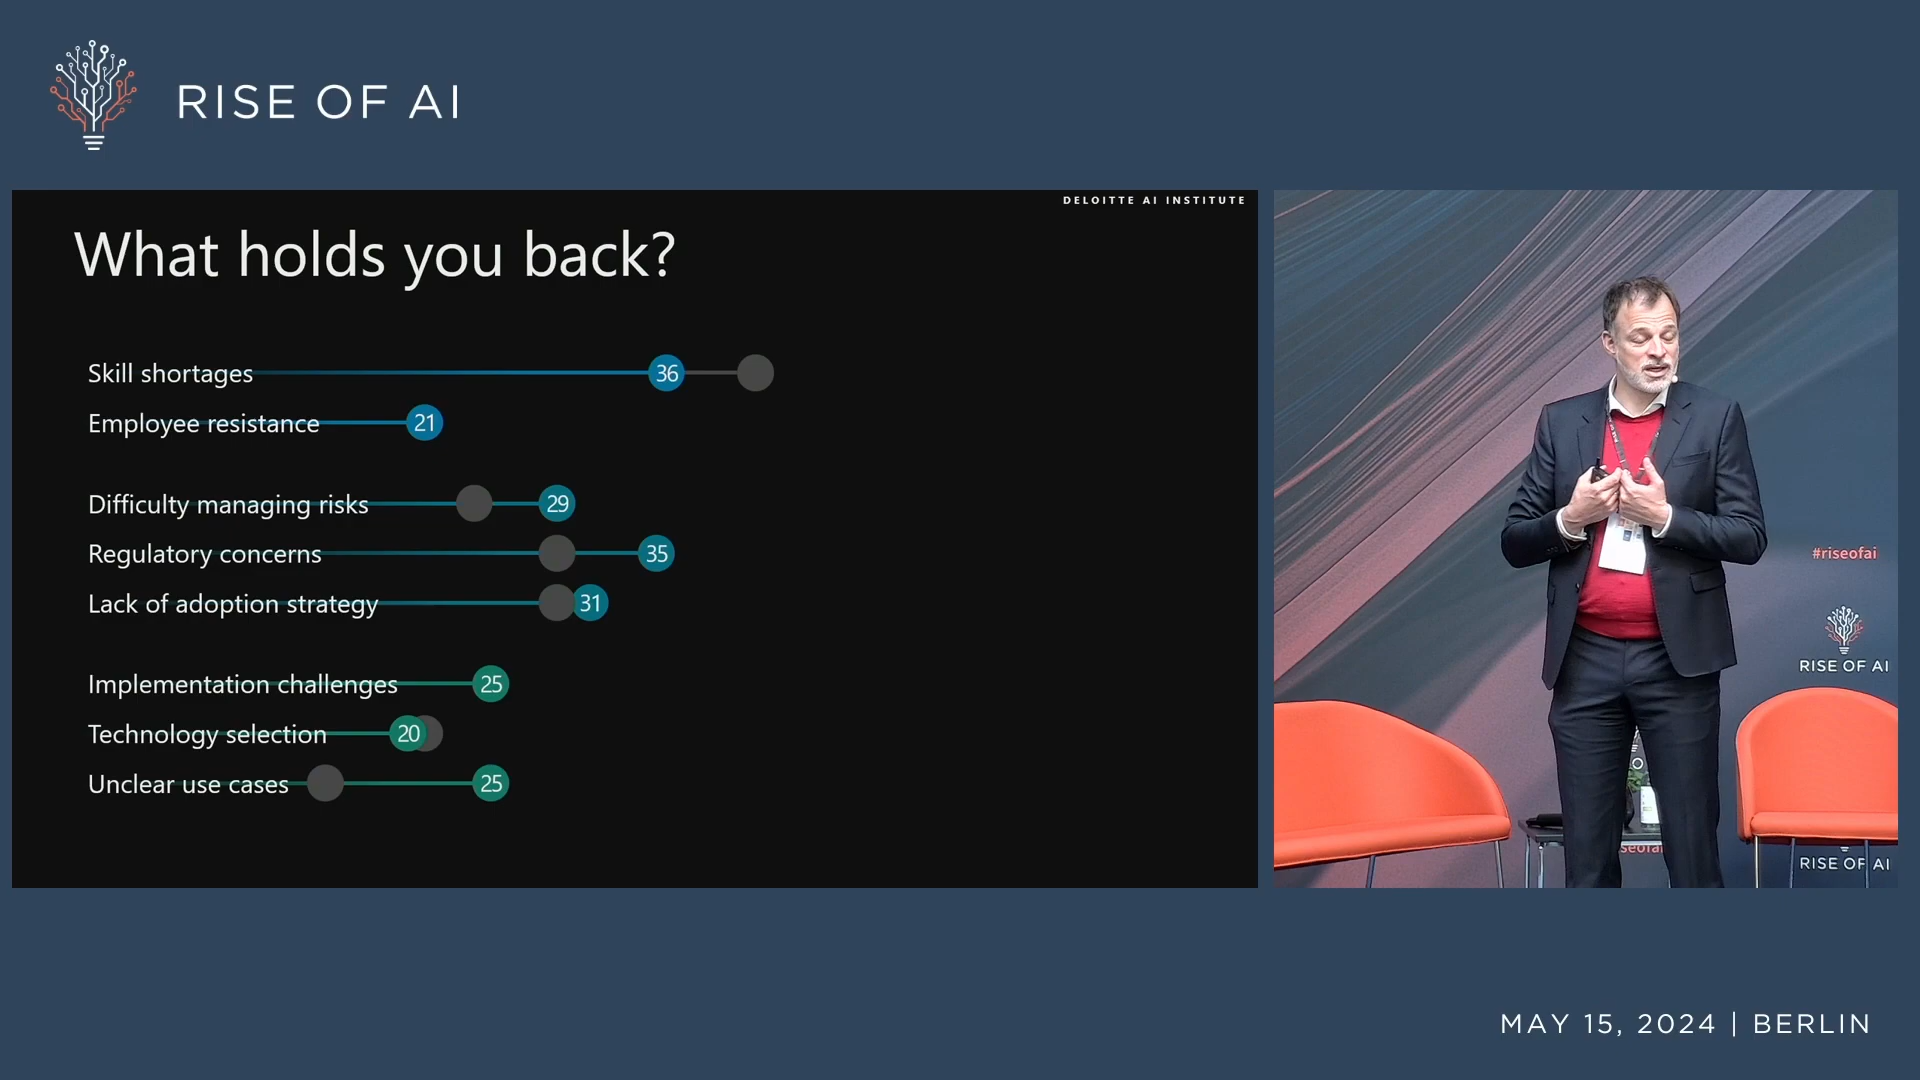 RISE OF AI
DELOITTE AI INSTITUTE
What holds you back?
Skill shortages 36
Employee resistance 21
Difficulty managing risks 29
Regulatory concerns 35
Lack of adoption strategy 31
Implementation challenges 25
Technology selection 20
Unclear use cases 25
#riseofai
RISE OF AI
seofai
RISE OF AI
MAY 15, 2024 | BERLIN